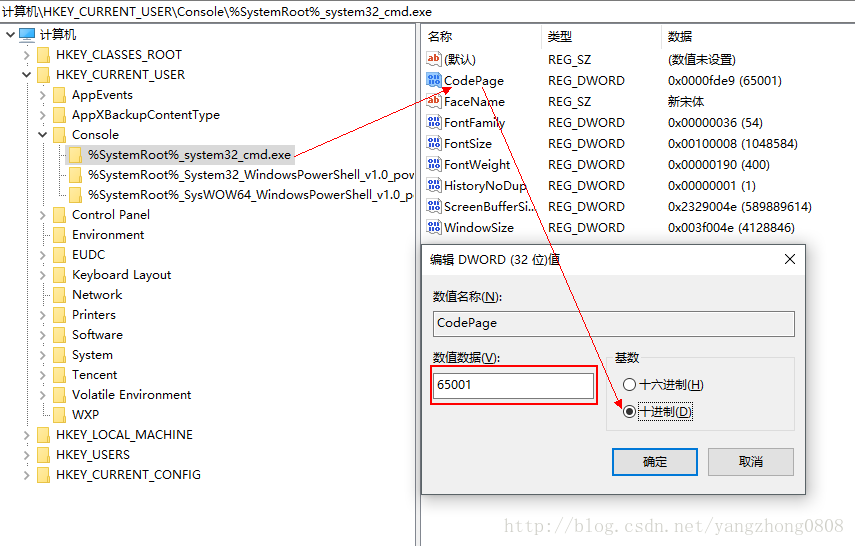 计算机\HKEY_CURRENT_USER\Console\%SystemRoot%_system32_cmd.exe
计算机
HKEY_CLASSES_ROOT
HKEY_CURRENT_USER
AppEvents
AppXBackupContentType
Console
%SystemRoot%_system32_cmd.exe
%SystemRoot%_System32_WindowsPowerShell_v1.0_pow
%SystemRoot%_SysWOW64_WindowsPowerShell_v1.0_po
Control Panel
Environment
EUDC
Keyboard Layout
Network
Printers
Software
System
Tencent
Volatile Environment
WXP
HKEY_LOCAL_MACHINE
HKEY_USERS
HKEY_CURRENT_CONFIG
名称 类型 数据
(默认) REG_SZ (数值未设置)
CodePage REG_DWORD 0x0000fde9 (65001)
FaceName REG_SZ 新宋体
FontFamily REG_DWORD 0x00000036 (54)
FontSize REG_DWORD 0x00100008 (1048584)
FontWeight REG_DWORD 0x00000190 (400)
HistoryNoDup REG_DWORD 0x00000001 (1)
ScreenBufferSi... REG_DWORD 0x2329004e (589889614)
WindowSize REG_DWORD 0x003f004e (4128846)
编辑 DWORD (32 位)值
数值名称(N):
CodePage
数值数据(V):
65001
基数
十六进制(H)
十进制(D)
确定 取消
http://blog.csdn.net/yangzhong0808